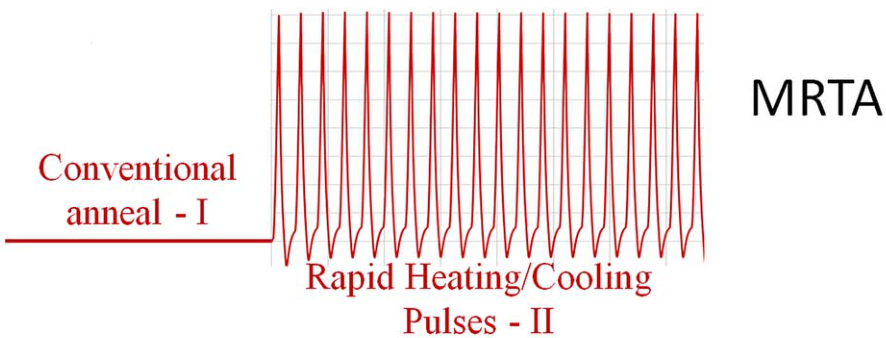 MRTA
Conventional
anneal - I
Rapid Heating/Cooling
Pulses - II